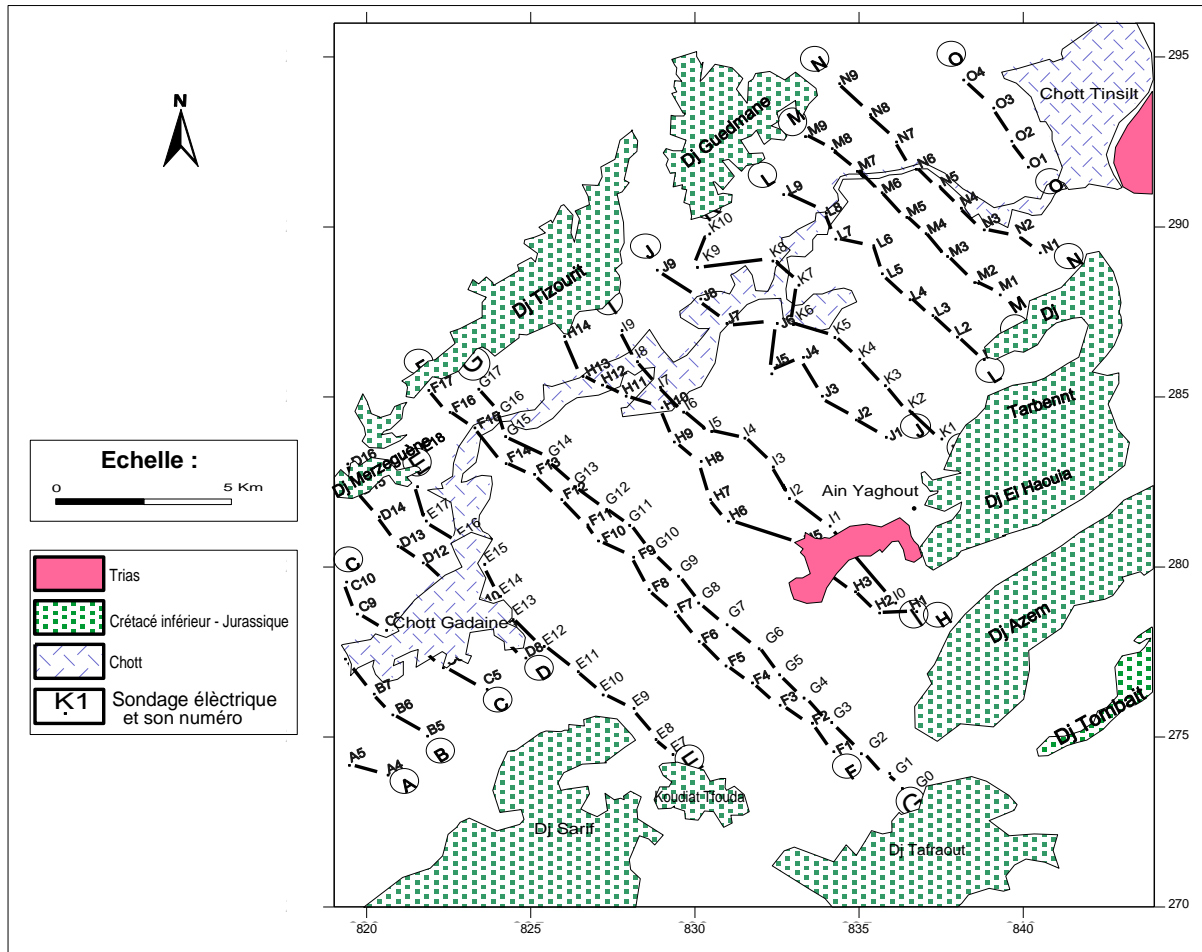 N
Echelle :
0
5 Km
Trias
Crétacé inférieur - Jurassique
Chott
K1
Sondage élèctrique
et son numéro
295
290
285
280
275
270
825
830
835
840
Chott Tinsilt
Dj Guedmane
Dj Tizourit
Dj Merzeguène
Chott Gadaine
Ain Yaghout
Dj
Tarbennt
Dj El Haouia
Dj Azem
Dj Tombait
Dj Tafraout
Koudiat Tfouda
Dj Sarif
N
O
M
L
J
I
G
C
D
C
B
A
E
F
G
H
I
J
L
M
N
O
O4
O3
O2
O1
N9
N8
N7
N6
N5
N4
N3
N2
N1
M9
M8
M7
M6
M5
M4
M3
M2
M1
L9
L8
L7
L6
L5
L4
L3
L2
K10
K9
K8
K7
K6
K5
K4
K3
K2
K1
J9
J8
J7
J6
J5
J4
J3
J2
J1
I9
I8
I7
I6
I5
I4
I3
I2
I1
I0
H14
H13
H12
H11
H10
H9
H8
H7
H6
H3
H2
H1
G17
G16
G15
G14
G13
G12
G11
G10
G9
G8
G7
G6
G5
G4
G3
G2
G1
G0
F17
F16
F15
F14
F13
F12
F11
F10
F9
F8
F7
F6
F5
F4
F3
F2
F1
E18
E17
E16
E15
E14
E13
E12
E11
E10
E9
E8
E7
D16
D14
D13
D12
D8
C10
C9
C5
B7
B6
B5
A5
A4